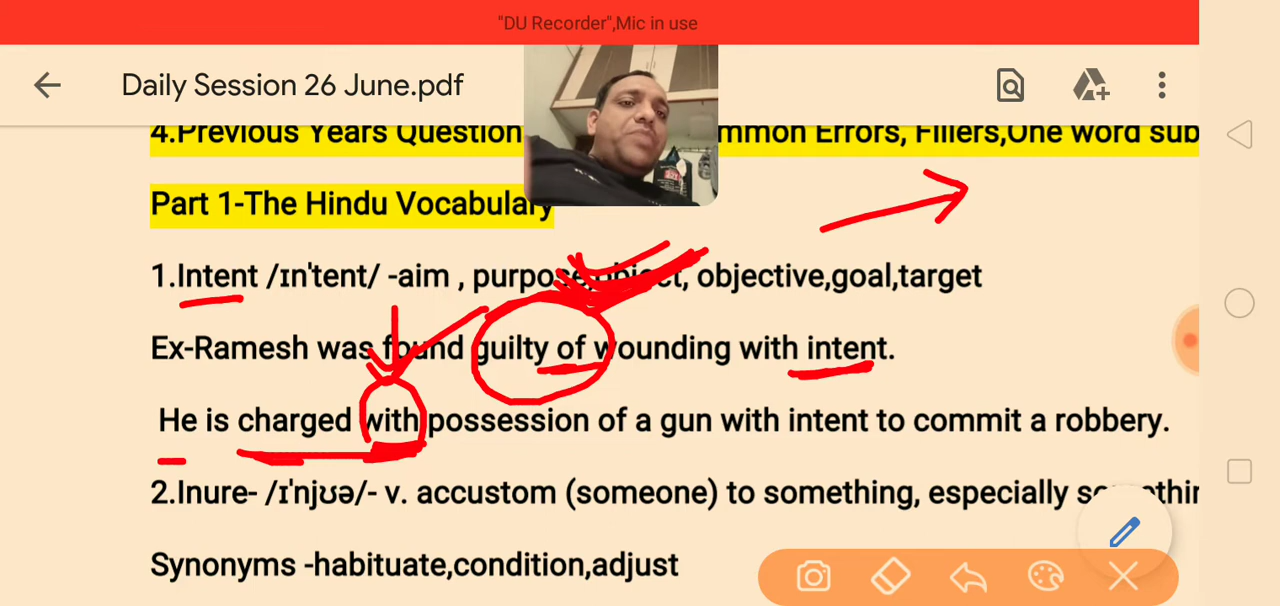 "DU Recorder",Mic in use
Daily Session 26 June.pdf
4.Previous Years Question mmon Errors, Fillers,One word sub
Part 1-The Hindu Vocabulary
1.Intent /ɪn'tent/ -aim , purpose,object, objective,goal,target
Ex-Ramesh was found guilty of wounding with intent.
He is charged with possession of a gun with intent to commit a robbery.
2.Inure- /ɪ'njʊə/- v. accustom (someone) to something, especially
Synonyms -habituate,condition,adjust